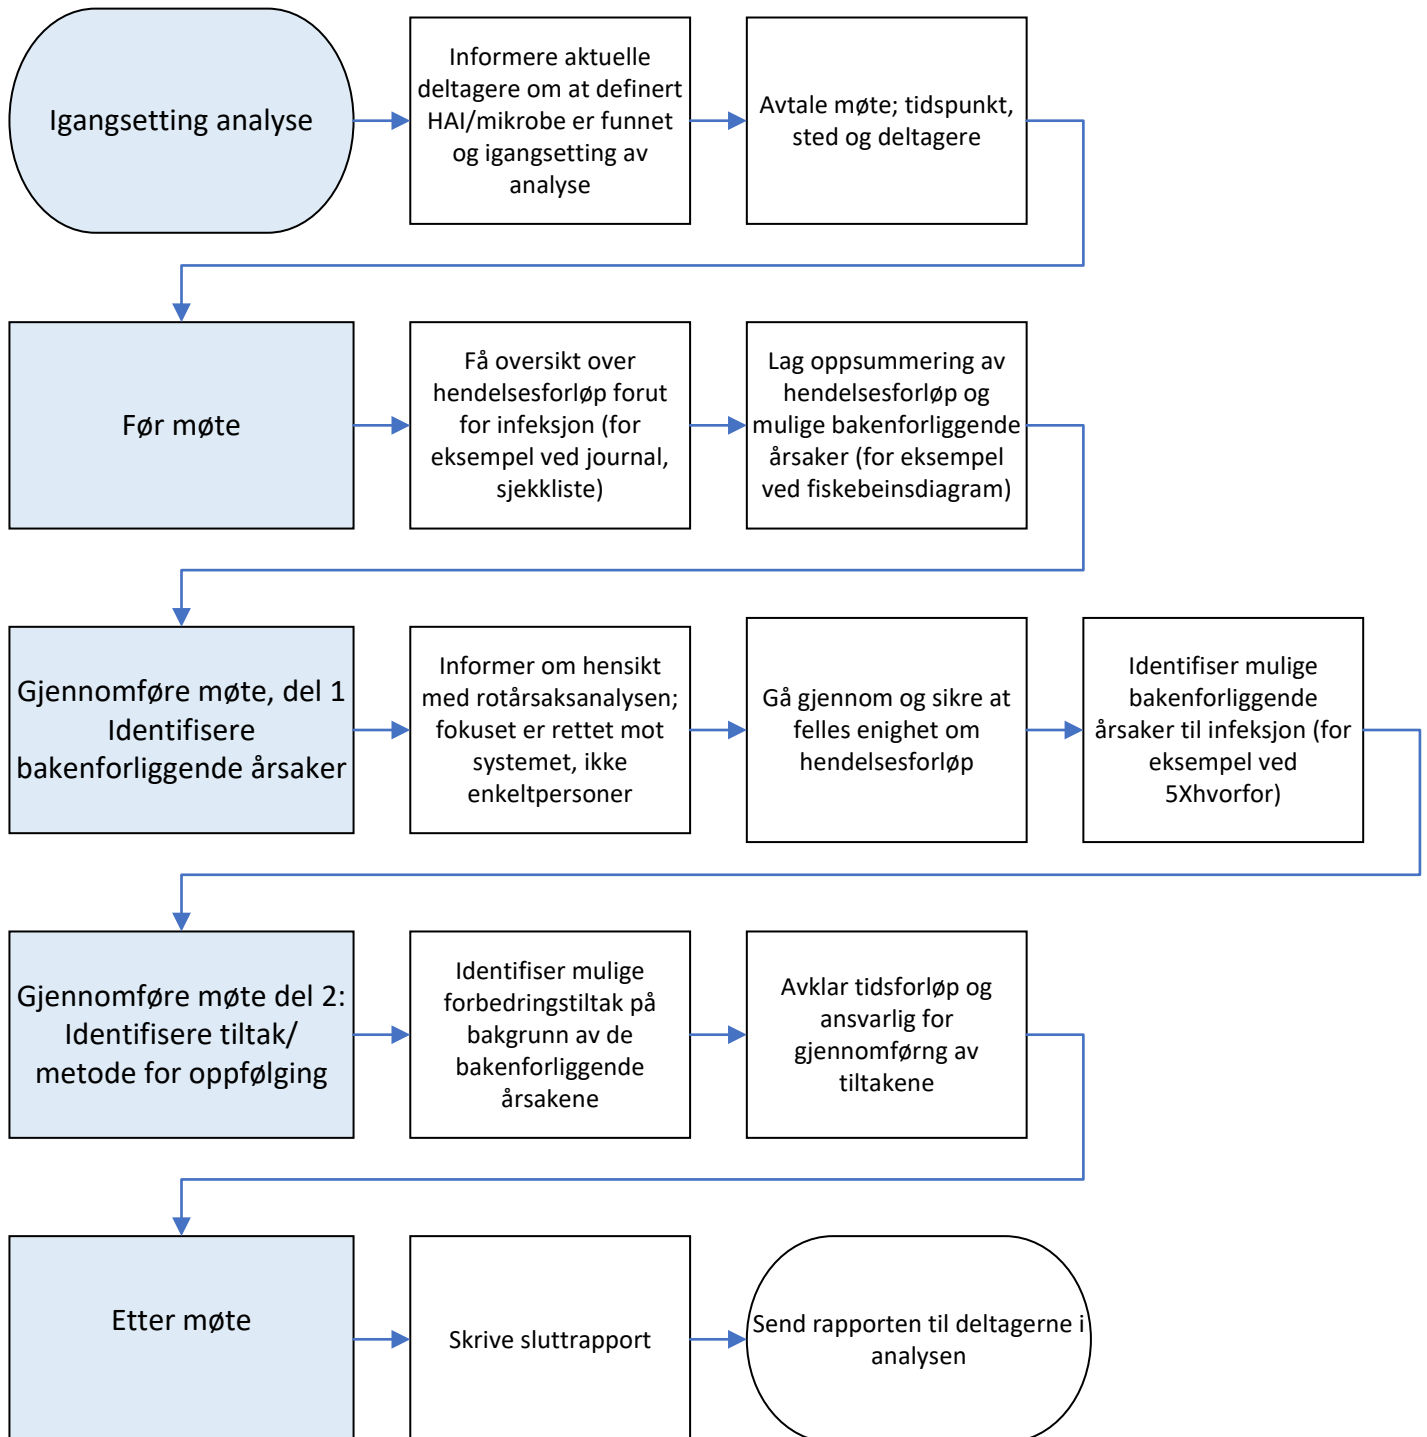 Igangsetting analyse
Informere aktuelle
deltagere om at definert
HAI/mikrobe er funnet
og igangsetting av
analyse
Avtale møte; tidspunkt,
sted og deltagere
Før møte
Få oversikt over
hendelsesforløp forut
for infeksjon (for
eksempel ved journal,
sjekkliste)
Lag oppsummering av
hendelsesforløp og
mulige bakenforliggende
årsaker (for eksempel
ved fiskebeinsdiagram)
Gjennomføre møte, del 1
Identifisere
bakenforliggende årsaker
Informer om hensikt
med rotårsaksanalysen;
fokuset er rettet mot
systemet, ikke
enkeltpersoner
Gå gjennom og sikre at
felles enighet om
hendelsesforløp
Identifiser mulige
bakenforliggende
årsaker til infeksjon (for
eksempel ved
5Xhvorfor)
Gjennomføre møte del 2:
Identifisere tiltak/
metode for oppfølging
Identifiser mulige
forbedringstiltak på
bakgrunn av de
bakenforliggende
årsakene
Avklar tidsforløp og
ansvarlig for
gjennomførng av
tiltakene
Etter møte
Skrive sluttrapport
Send rapporten til deltagerne i
analysen